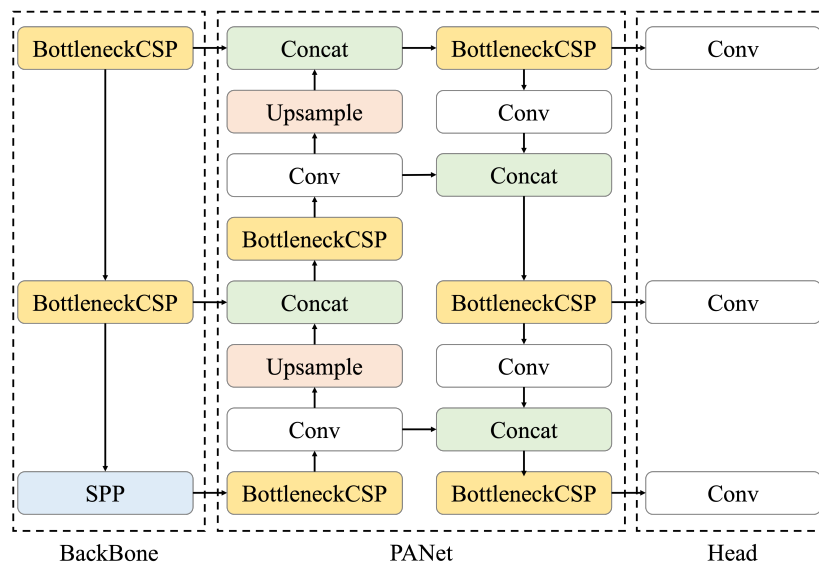 BottleneckCSP
Concat
BottleneckCSP
Conv
Upsample
Conv
Conv
Concat
BottleneckCSP
BottleneckCSP
Concat
BottleneckCSP
Conv
Upsample
Conv
Conv
Concat
SPP
BottleneckCSP
BottleneckCSP
Conv
BackBone
PANet
Head